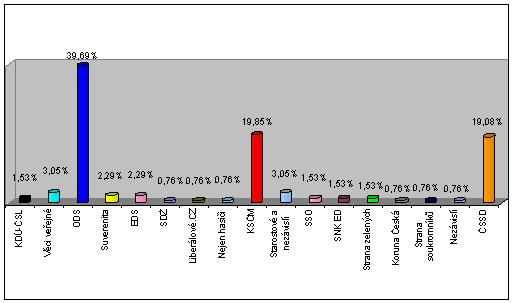 39,69%
19,85%
19,08%
1,53%
3,05%
2,29%
2,29%
0,76%
0,76%
0,76%
3,05%
1,53%
1,53%
1,53%
0,76%
0,76%
0,76%
KDU-ČSL
Věci veřejné
ODS
Suverenita
EDS
SDŽ
Liberálové.CZ
Nejen hasiči
KSČM
Starostové a
nezávislí
SSO
SNK ED
Strana zelených
Koruna Česká
Strana
soukromníků
Nezávislí
ČSSD